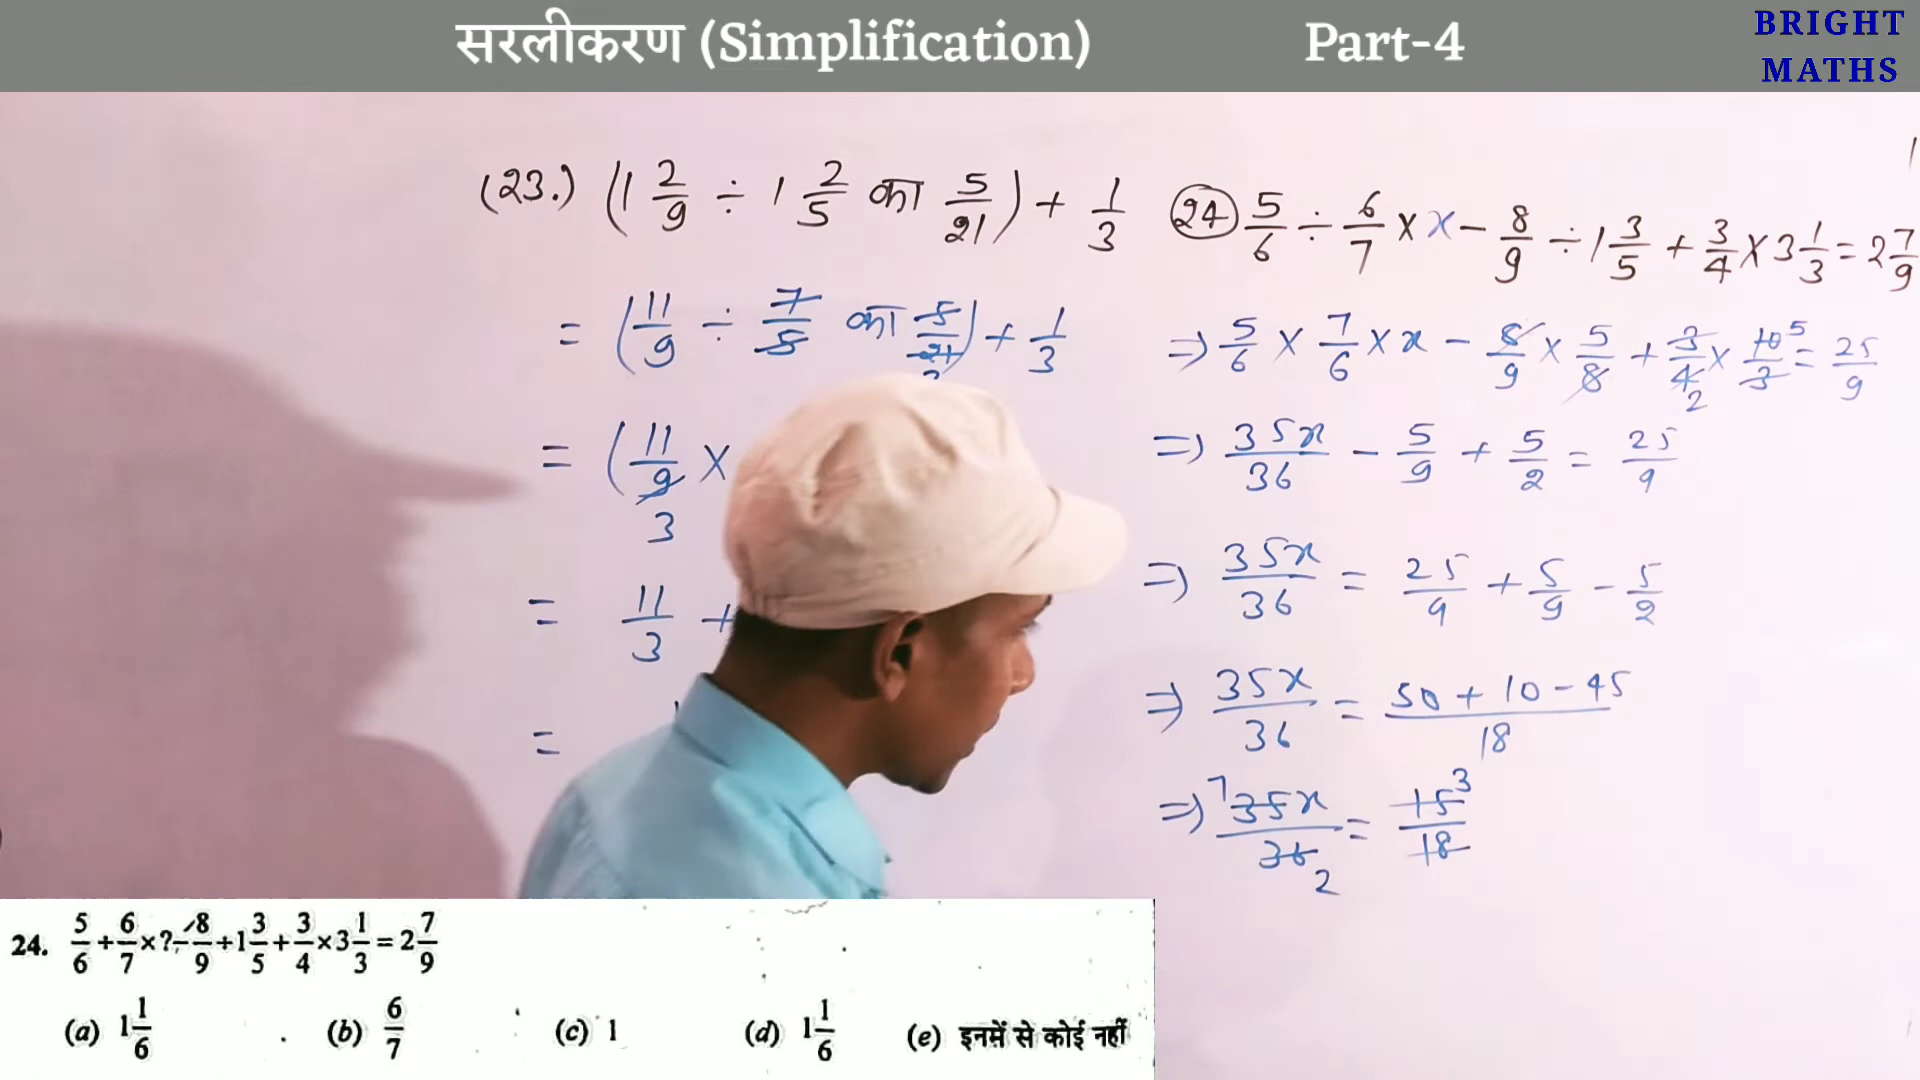 सरलीकरण (Simplification) Part-4
BRIGHT
MATHS
(23.) (1 2/9 ÷ 1 2/5 का 5/21) + 1/3
= (11/9 ÷ 7/5 का 5/21) + 1/3
= (11/9 ×
3
= 11/3 +
=
(24) 5/6 ÷ 6/7 × x - 8/9 ÷ 1 3/5 + 3/4 × 3 1/3 = 2 7/9
⇒ 5/6 × 7/6 × x - 8/9 × 5/8 + 3/4 × 10/3 = 25/9
5
2
⇒ 35x/36 - 5/9 + 5/2 = 25/9
⇒ 35x/36 = 25/9 + 5/9 - 5/2
⇒ 35x/36 = 50 + 10 - 45/18
⇒ 35x/36 = 15/18
7 3
2
24. 5/6 ÷ 6/7 × ? - 8/9 ÷ 1 3/5 + 3/4 × 3 1/3 = 2 7/9
(a) 1 1/6 (b) 6/7 (c) 1 (d) 1 1/6 (e) इनमें से कोई नहीं